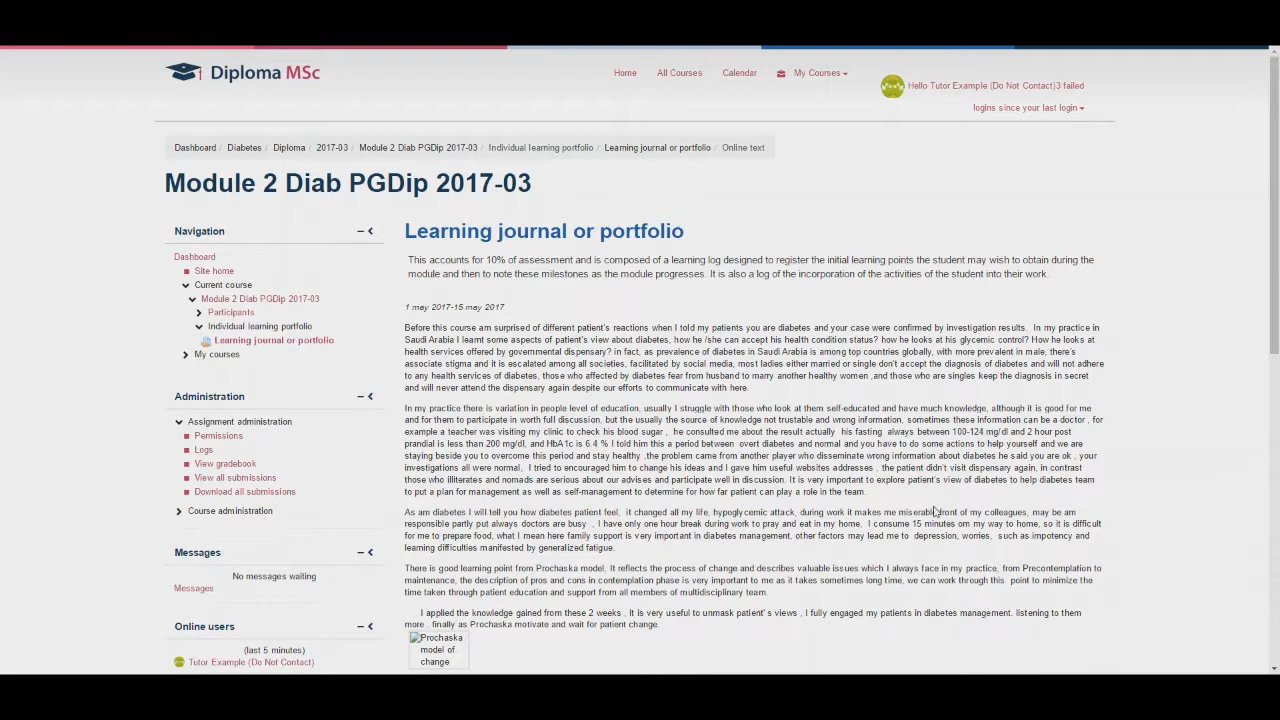 Diploma MSc
Home
All Courses
Calendar
My Courses
Hello Tutor Example (Do Not Contact)3 failed
logins since your last login
Dashboard / Diabetes / Diploma / 2017-03 / Module 2 Diab PGDip 2017-03 / Individual learning portfolio / Learning journal or portfolio / Online text
Module 2 Diab PGDip 2017-03
Navigation
Dashboard
Site home
Current course
Module 2 Diab PGDip 2017-03
Participants
Individual learning portfolio
Learning journal or portfolio
My courses
Administration
Assignment administration
Permissions
Logs
View gradebook
View all submissions
Download all submissions
Course administration
Messages
No messages waiting
Messages
Online users
(last 5 minutes)
Tutor Example (Do Not Contact)
Learning journal or portfolio
This accounts for 10% of assessment and is composed of a learning log designed to register the initial learning points the student may wish to obtain during the
module and then to note these milestones as the module progresses. It is also a log of the incorporation of the activities of the student into their work.
1 may 2017-15 may 2017
Before this course am surprised of different patient's reactions when I told my patients you are diabetes and your case were confirmed by investigation results. In my practice in
Saudi Arabia I learnt some aspects of patient's view about diabetes, how he /she can accept his health condition status? how he looks at his glycemic control? How he looks at
health services offered by governmental dispensary? in fact, as prevalence of diabetes in Saudi Arabia is among top countries globally, with more prevalent in male, there's
associate stigma and it is escalated among all societies, facilitated by social media, most ladies either married or single don't accept the diagnosis of diabetes and will not adhere
to any health services of diabetes, those who affected by diabetes fear from husband to marry another healthy women ,and those who are singles keep the diagnosis in secret
and will never attend the dispensary again despite our efforts to communicate with here.
In my practice there is variation in people level of education, usually I struggle with those who look at them self-educated and have much knowledge, although it is good for me
and for them to participate in worth full discussion, but the usually the source of knowledge not trustable and wrong information, sometimes these information can be a doctor , for
example a teacher was visiting my clinic to check his blood sugar , he consulted me about the result actually his fasting always between 100-124 mg/dl and 2 hour post
prandial is less than 200 mg/dl, and HbA1c is 6.4 % I told him this a period between overt diabetes and normal and you have to do some actions to help yourself and we are
staying beside you to overcome this period and stay healthy ,the problem came from another player who disseminate wrong information about diabetes he said you are ok , your
investigations all were normal, I tried to encouraged him to change his ideas and I gave him useful websites addresses , the patient didn't visit dispensary again, in contrast
those who illiterates and nomads are serious about our advises and participate well in discussion. It is very important to explore patient's view of diabetes to help diabetes team
to put a plan for management as well as self-management to determine for how far patient can play a role in the team.
As am diabetes I will tell you how diabetes patient feel, it changed all my life, hypoglycemic attack, during work it makes me miserable front of my colleagues, may be am
responsible partly put always doctors are busy , I have only one hour break during work to pray and eat in my home. I consume 15 minutes om my way to home, so it is difficult
for me to prepare food, what I mean here family support is very important in diabetes management, other factors may lead me to depression, worries, such as impotency and
learning difficulties manifested by generalized fatigue.
There is good learning point from Prochaska model, It reflects the process of change and describes valuable issues which I always face in my practice, from Precontemplation to
maintenance, the description of pros and cons in contemplation phase is very important to me as it takes sometimes long time, we can work through this point to minimize the
time taken through patient education and support from all members of multidisciplinary team.
I applied the knowledge gained from these 2 weeks , it is very useful to unmask patient' s views , I fully engaged my patients in diabetes management. listening to them
more . finally as Prochaska motivate and wait for patient change.
Prochaska
model of
change